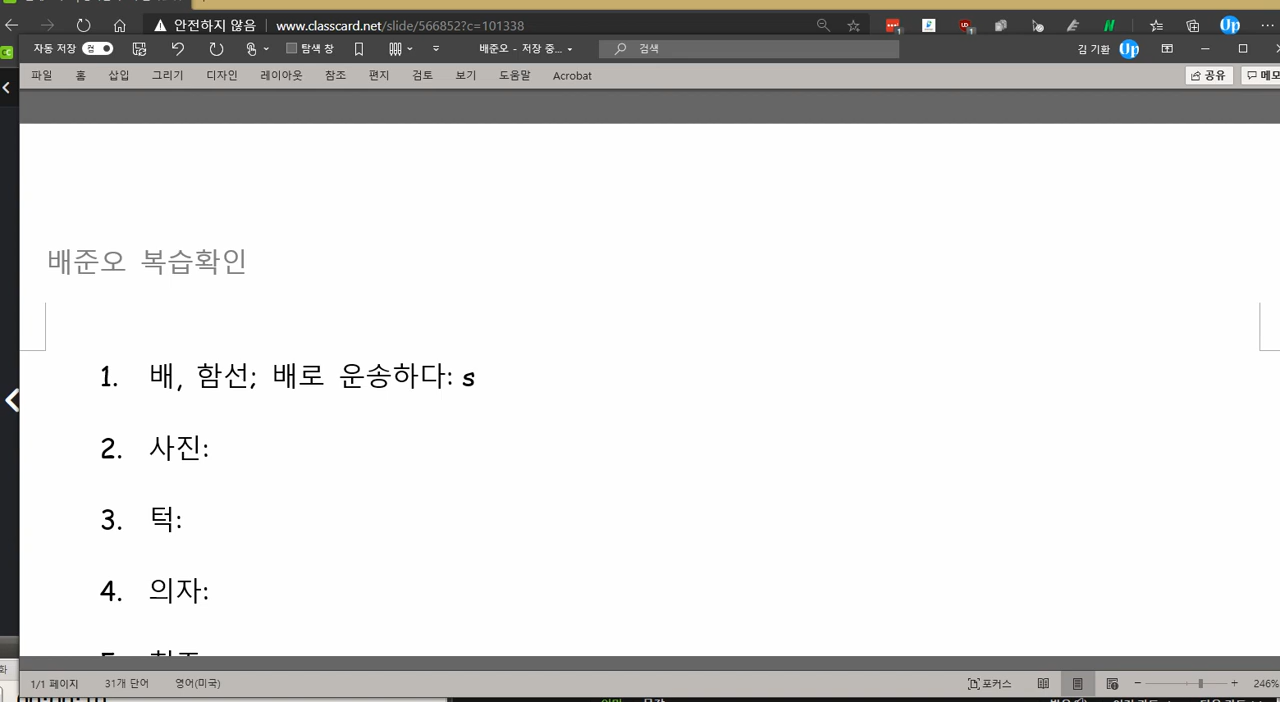 안전하지 않음 www.classcard.net/slide/566852?c=101338
자동 저장 컴 탐색 창 배준오 - 저장 중... 검색 김 기환 Up
파일 홈 삽입 그리기 디자인 레이아웃 참조 편지 검토 보기 도움말 Acrobat 공유 메모
배준오 복습확인
1. 배, 함선; 배로 운송하다: s
2. 사진:
3. 턱:
4. 의자:
1/1 페이지 31개 단어 영어(미국) 포커스 246%